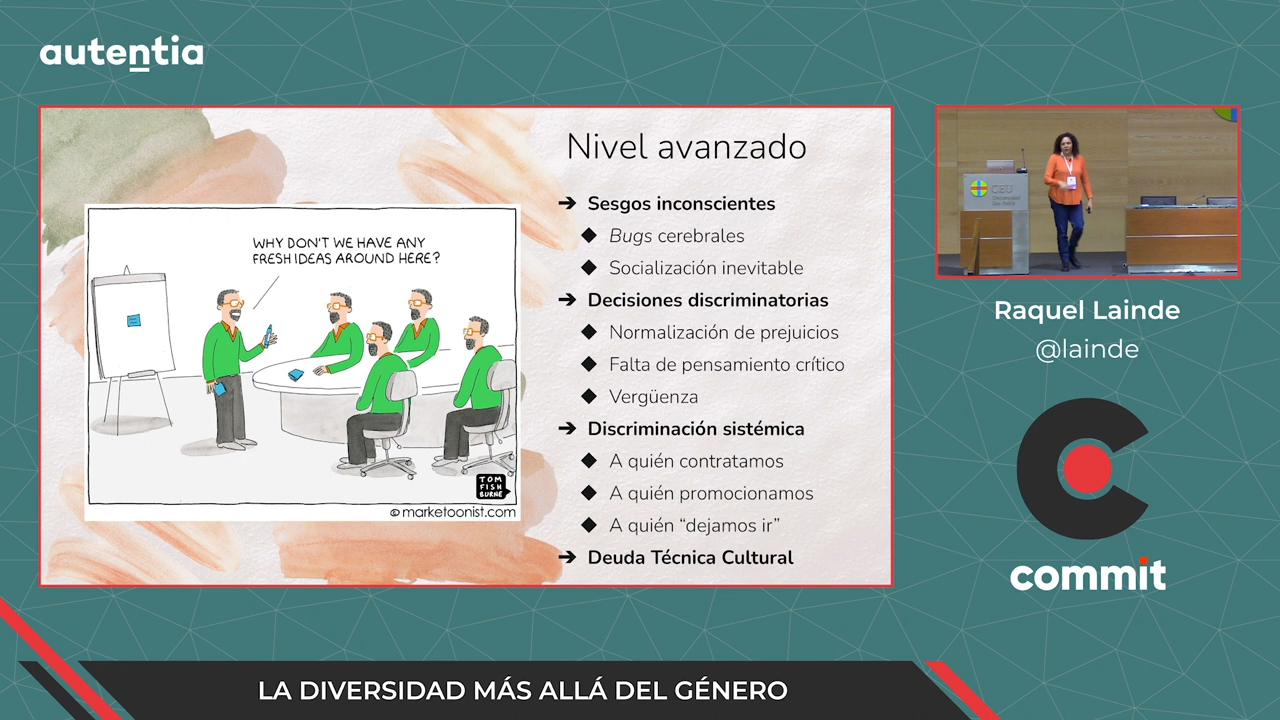 autentia
Nivel avanzado
WHY DON'T WE HAVE ANY
FRESH IDEAS AROUND HERE?
TOM
FISH
BURNE
© marketoonist.com
➔ Sesgos inconscientes
◆ Bugs cerebrales
◆ Socialización inevitable
➔ Decisiones discriminatorias
◆ Normalización de prejuicios
◆ Falta de pensamiento crítico
◆ Vergüenza
➔ Discriminación sistémica
◆ A quién contratamos
◆ A quién promocionamos
◆ A quién “dejamos ir”
➔ Deuda Técnica Cultural
CEU
Raquel Lainde
@lainde
commit
LA DIVERSIDAD MÁS ALLÁ DEL GÉNERO